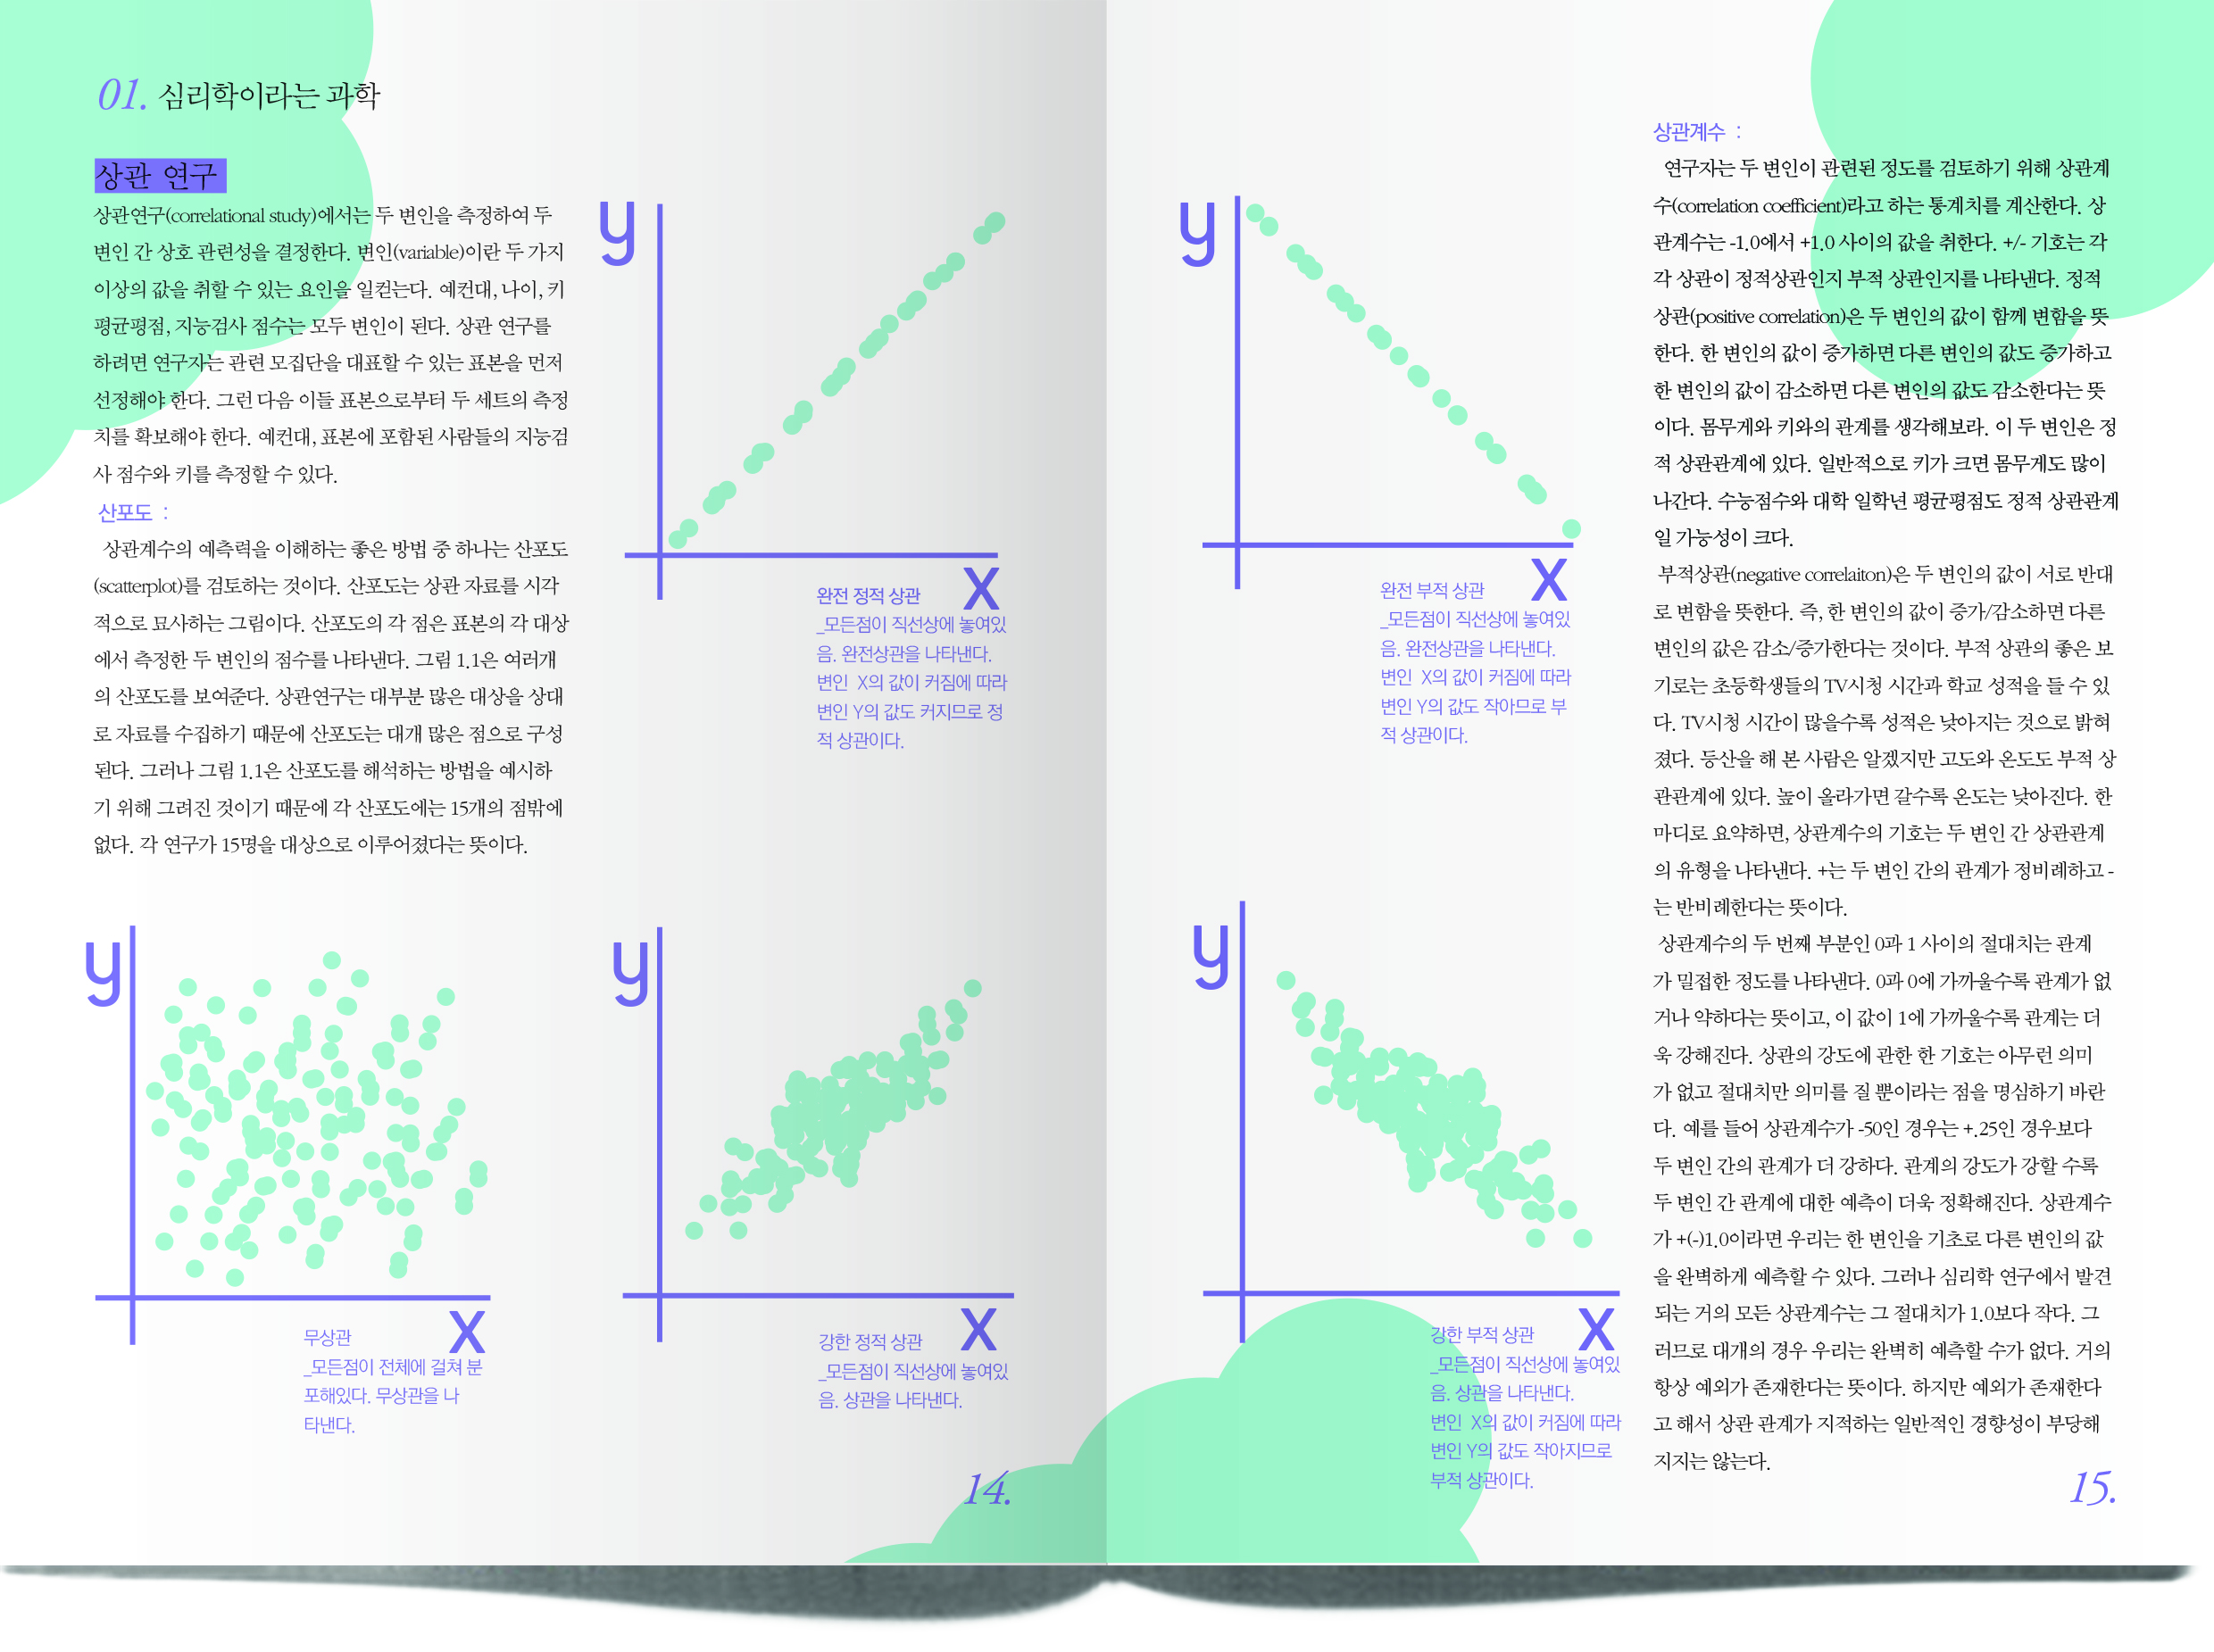 01. 심리학이라는 과학
상관 연구
상관연구(correlational study)에서는 두 변인을 측정하여 두
변인 간 상호 관련성을 결정한다. 변인(variable)이란 두 가지
이상의 값을 취할 수 있는 요인을 일컫는다. 예컨대, 나이, 키
평균평점, 지능검사 점수는 모두 변인이 된다. 상관 연구를
하려면 연구자는 관련 모집단을 대표할 수 있는 표본을 먼저
선정해야 한다. 그런 다음 이들 표본으로부터 두 세트의 측정
치를 확보해야 한다. 예컨대, 표본에 포함된 사람들의 지능검
사 점수와 키를 측정할 수 있다.
산포도 :
상관계수의 예측력을 이해하는 좋은 방법 중 하나는 산포도
(scatterplot)를 검토하는 것이다. 산포도는 상관 자료를 시각
적으로 묘사하는 그림이다. 산포도의 각 점은 표본의 각 대상
에서 측정한 두 변인의 점수를 나타낸다. 그림 1.1은 여러개
의 산포도를 보여준다. 상관연구는 대부분 많은 대상을 상대
로 자료를 수집하기 때문에 산포도는 대개 많은 점으로 구성
된다. 그러나 그림 1.1은 산포도를 해석하는 방법을 예시하
기 위해 그려진 것이기 때문에 각 산포도에는 15개의 점밖에
없다. 각 연구가 15명을 대상으로 이루어졌다는 뜻이다.
y
x
완전 정적 상관
_모든점이 직선상에 놓여있
음. 완전상관을 나타낸다.
변인 X의 값이 커짐에 따라
변인 Y의 값도 커지므로 정
적 상관이다.
y
x
무상관
_모든점이 전체에 걸쳐 분
포해있다. 무상관을 나
타낸다.
y
x
강한 정적 상관
_모든점이 직선상에 놓여있
음. 상관을 나타낸다.
14.
y
x
완전 부적 상관
_모든점이 직선상에 놓여있
음. 완전상관을 나타낸다.
변인 X의 값이 커짐에 따라
변인 Y의 값도 작아므로 부
적 상관이다.
y
x
강한 부적 상관
_모든점이 직선상에 놓여있
음. 상관을 나타낸다.
변인 X의 값이 커짐에 따라
변인 Y의 값도 작아지므로
부적 상관이다.
상관계수 :
연구자는 두 변인이 관련된 정도를 검토하기 위해 상관계
수(correlation coefficient)라고 하는 통계치를 계산한다. 상
관계수는 -1.0에서 +1.0 사이의 값을 취한다. +/- 기호는 각
각 상관이 정적상관인지 부적 상관인지를 나타낸다. 정적
상관(positive correlation)은 두 변인의 값이 함께 변함을 뜻
한다. 한 변인의 값이 증가하면 다른 변인의 값도 증가하고
한 변인의 값이 감소하면 다른 변인의 값도 감소한다는 뜻
이다. 몸무게와 키와의 관계를 생각해보라. 이 두 변인은 정
적 상관관계에 있다. 일반적으로 키가 크면 몸무게도 많이
나간다. 수능점수와 대학 일학년 평균평점도 정적 상관관계
일 가능성이 크다.
부적상관(negative correlaiton)은 두 변인의 값이 서로 반대
로 변함을 뜻한다. 즉, 한 변인의 값이 증가/감소하면 다른
변인의 값은 감소/증가한다는 것이다. 부적 상관의 좋은 보
기로는 초등학생들의 TV시청 시간과 학교 성적을 들 수 있
다. TV시청 시간이 많을수록 성적은 낮아지는 것으로 밝혀
졌다. 등산을 해 본 사람은 알겠지만 고도와 온도도 부적 상
관관계에 있다. 높이 올라가면 갈수록 온도는 낮아진다. 한
마디로 요약하면, 상관계수의 기호는 두 변인 간 상관관계
의 유형을 나타낸다. +는 두 변인 간의 관계가 정비례하고 -
는 반비례한다는 뜻이다.
상관계수의 두 번째 부분인 0과 1 사이의 절대치는 관계
가 밀접한 정도를 나타낸다. 0과 0에 가까울수록 관계가 없
거나 약하다는 뜻이고, 이 값이 1에 가까울수록 관계는 더
욱 강해진다. 상관의 강도에 관한 한 기호는 아무런 의미
가 없고 절대치만 의미를 질 뿐이라는 점을 명심하기 바란
다. 예를 들어 상관계수가 -50인 경우는 +.25인 경우보다
두 변인 간의 관계가 더 강하다. 관계의 강도가 강할 수록
두 변인 간 관계에 대한 예측이 더욱 정확해진다. 상관계수
가 +(-)1.0이라면 우리는 한 변인을 기초로 다른 변인의 값
을 완벽하게 예측할 수 있다. 그러나 심리학 연구에서 발견
되는 거의 모든 상관계수는 그 절대치가 1.0보다 작다. 그
러므로 대개의 경우 우리는 완벽히 예측할 수가 없다. 거의
항상 예외가 존재한다는 뜻이다. 하지만 예외가 존재한다
고 해서 상관 관계가 지적하는 일반적인 경향성이 부당해
지지는 않는다.
15.